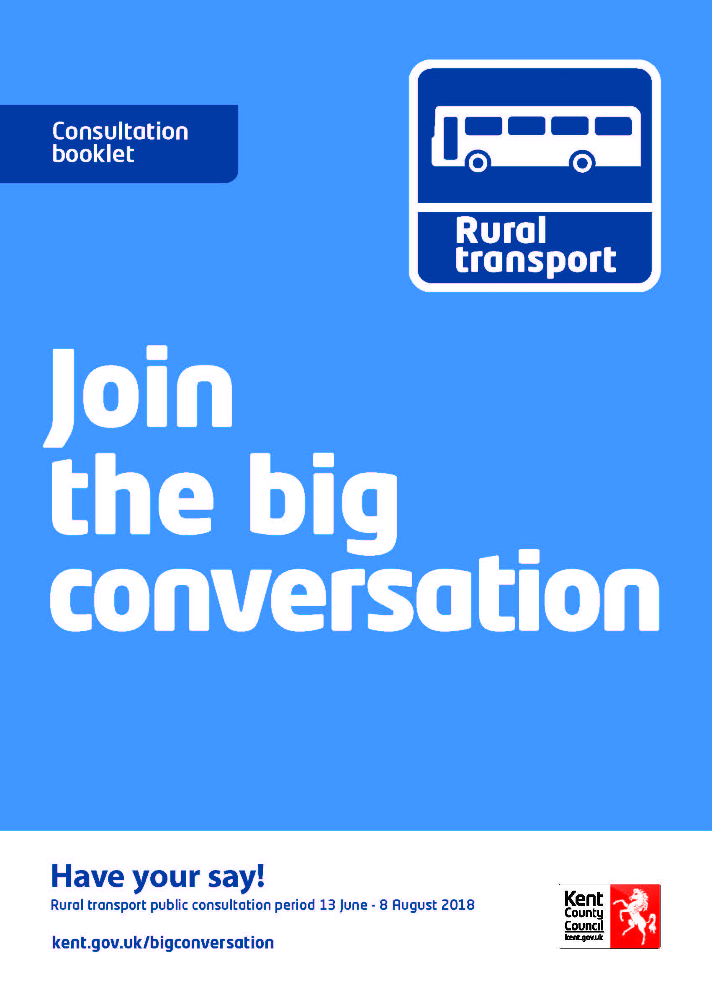 Consultation
booklet
Rural
transport
Join
the big
conversation
Have your say!
Rural transport public consultation period 13 June - 8 August 2018
kent.gov.uk/bigconversation
Kent
County
Council
kent.gov.uk